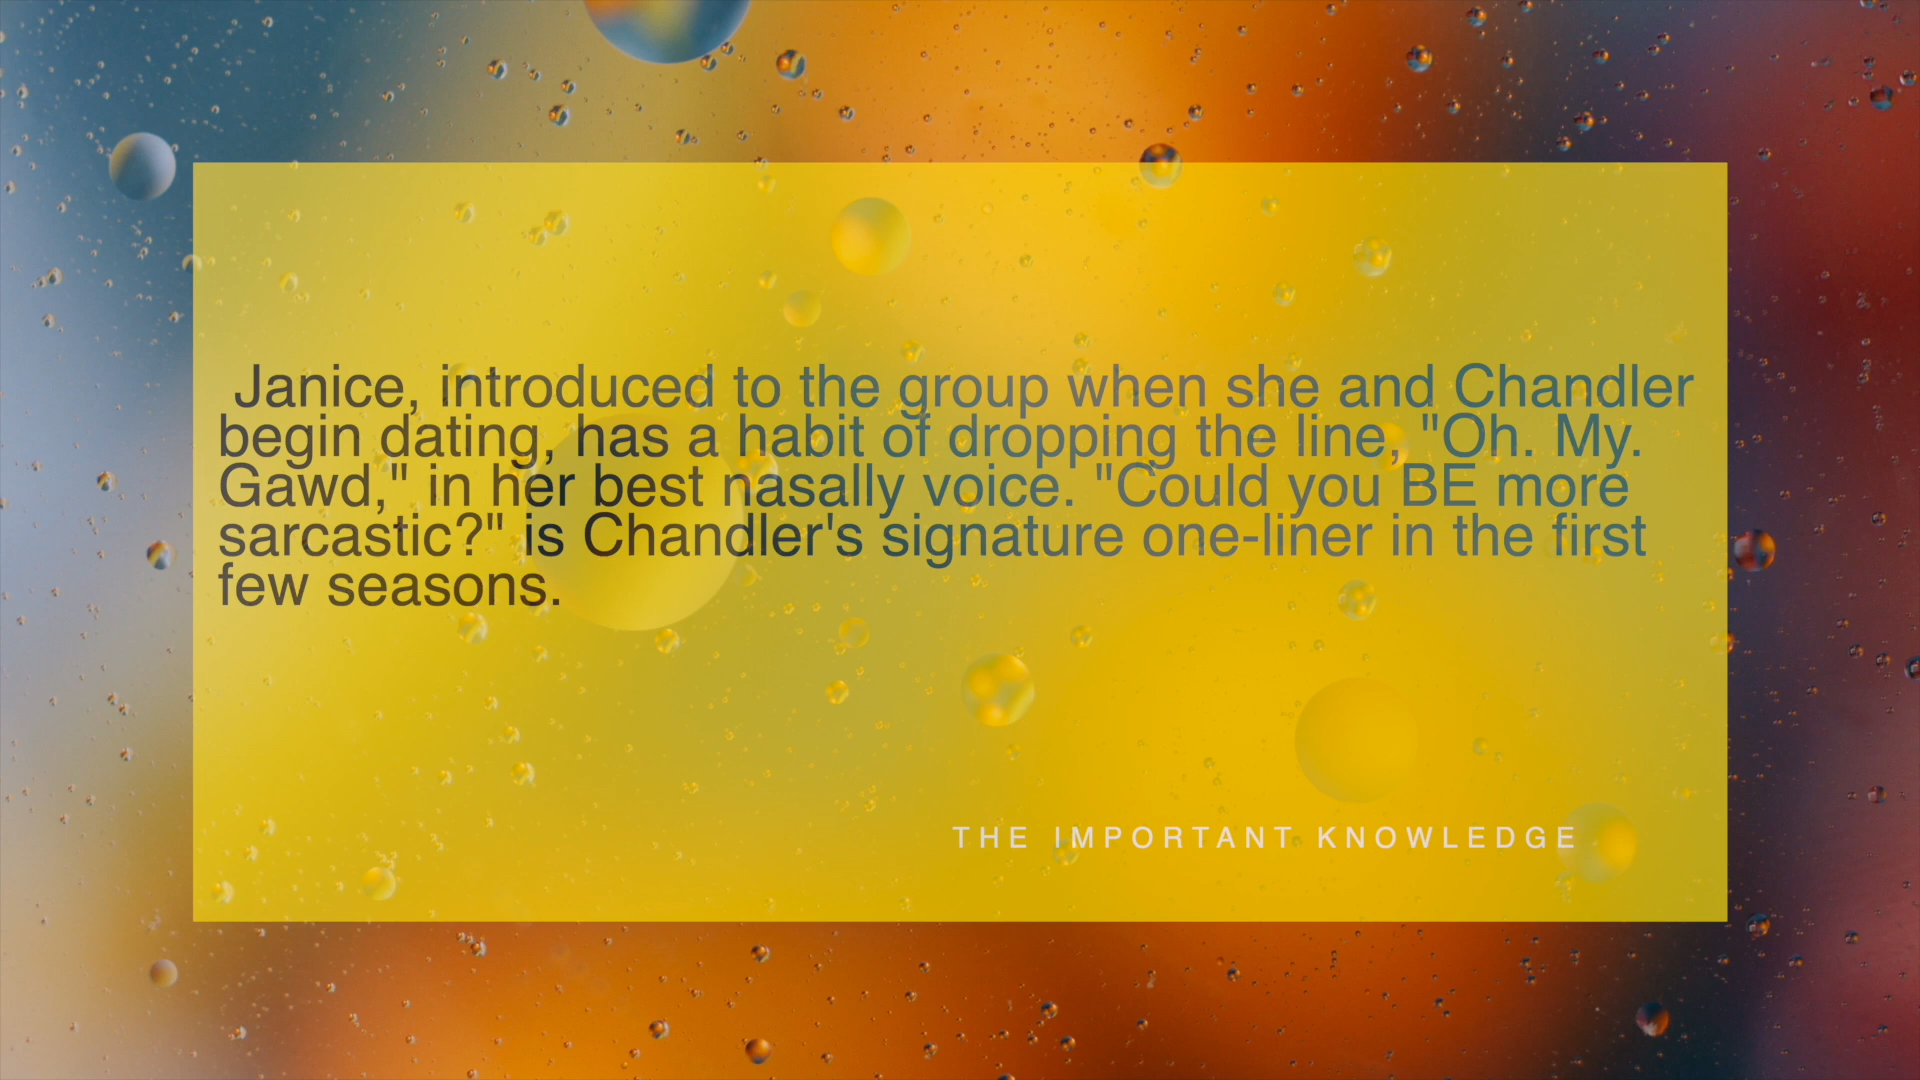 Janice, introduced to the group when she and Chandler
begin dating, has a habit of dropping the line, "Oh. My.
Gawd," in her best nasally voice. "Could you BE more
sarcastic?" is Chandler's signature one-liner in the first
few seasons.
THE IMPORTANT KNOWLEDGE